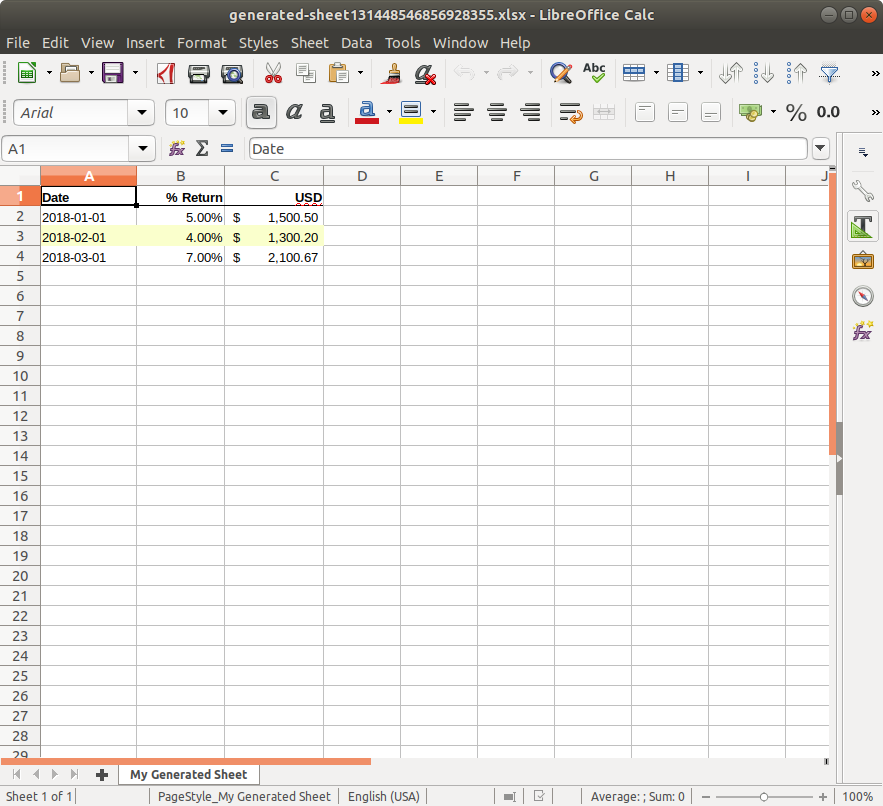 generated-sheet131448546856928355.xlsx - LibreOffice Calc
File Edit View Insert Format Styles Sheet Data Tools Window Help
Abc »
Arial 10 a a a a % 0.0 »
A1 fx Σ = Date
A B C D E F G H I J
1 Date % Return USD
2 2018-01-01 5.00% $ 1,500.50
3 2018-02-01 4.00% $ 1,300.20
4 2018-03-01 7.00% $ 2,100.67
5
6
7
8
9
10
11
12
13
14
15
16
17
18
19
20
21
22
23
24
25
26
27
28
29
My Generated Sheet
Sheet 1 of 1 PageStyle_My Generated Sheet English (USA) Average: ; Sum: 0 100%